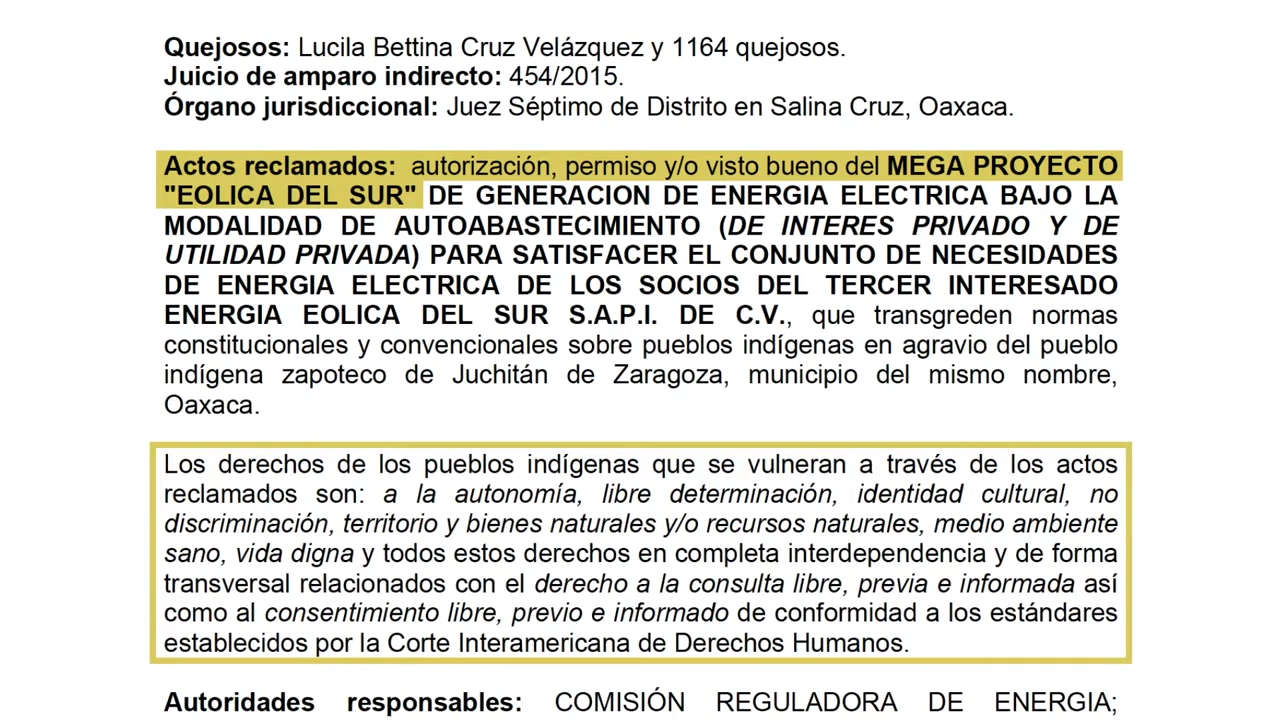 Quejosos: Lucila Bettina Cruz Velázquez y 1164 quejosos.
Juicio de amparo indirecto: 454/2015.
Órgano jurisdiccional: Juez Séptimo de Distrito en Salina Cruz, Oaxaca.
Actos reclamados: autorización, permiso y/o visto bueno del MEGA PROYECTO
"EOLICA DEL SUR" DE GENERACION DE ENERGIA ELECTRICA BAJO LA
MODALIDAD DE AUTOABASTECIMIENTO (DE INTERES PRIVADO Y DE
UTILIDAD PRIVADA) PARA SATISFACER EL CONJUNTO DE NECESIDADES
DE ENERGIA ELECTRICA DE LOS SOCIOS DEL TERCER INTERESADO
ENERGIA EOLICA DEL SUR S.A.P.I. DE C.V., que transgreden normas
constitucionales y convencionales sobre pueblos indígenas en agravio del pueblo
indígena zapoteco de Juchitán de Zaragoza, municipio del mismo nombre,
Oaxaca.
Los derechos de los pueblos indígenas que se vulneran a través de los actos
reclamados son: a la autonomía, libre determinación, identidad cultural, no
discriminación, territorio y bienes naturales y/o recursos naturales, medio ambiente
sano, vida digna y todos estos derechos en completa interdependencia y de forma
transversal relacionados con el derecho a la consulta libre, previa e informada así
como al consentimiento libre, previo e informado de conformidad a los estándares
establecidos por la Corte Interamericana de Derechos Humanos.
Autoridades responsables: COMISIÓN REGULADORA DE ENERGIA;